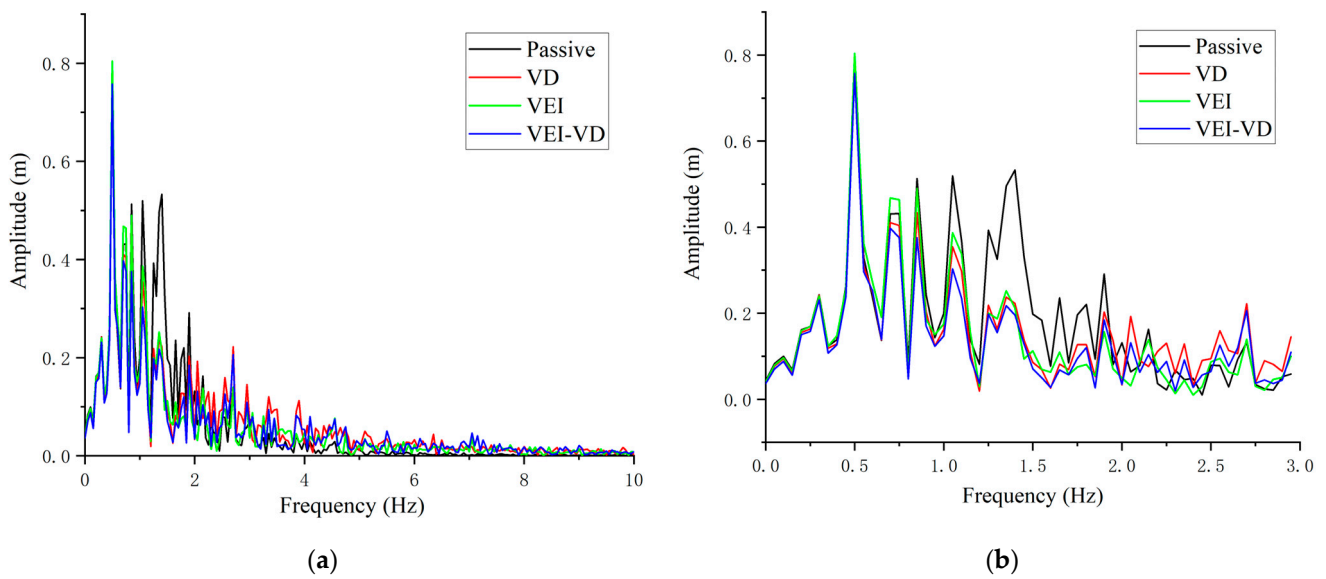 Passive
VD
VEI
VEI-VD
Amplitude (m)
0.8
0.6
0.4
0.2
0.0
0 2 4 6 8 10
Frequency (Hz)
(a)
Passive
VD
VEI
VEI-VD
Amplitude (m)
0.8
0.6
0.4
0.2
0.0
0.0 0.5 1.0 1.5 2.0 2.5 3.0
Frequency (Hz)
(b)